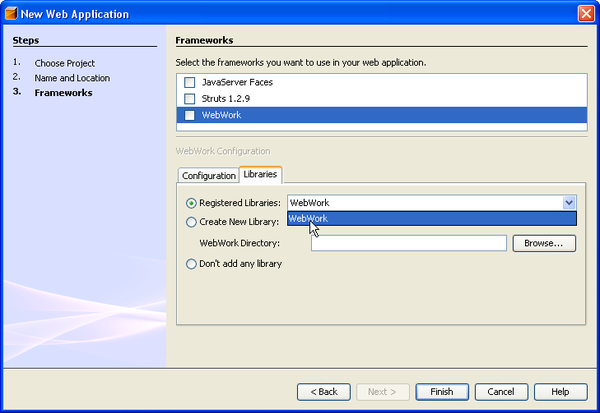 New Web Application
Steps
1. Choose Project
2. Name and Location
3. Frameworks
Frameworks
Select the frameworks you want to use in your web application.
JavaServer Faces
Struts 1.2.9
WebWork
WebWork Configuration
Configuration Libraries
Registered Libraries: WebWork
WebWork
Create New Library:
WebWork Directory: Browse...
Don't add any library
< Back Next > Finish Cancel Help